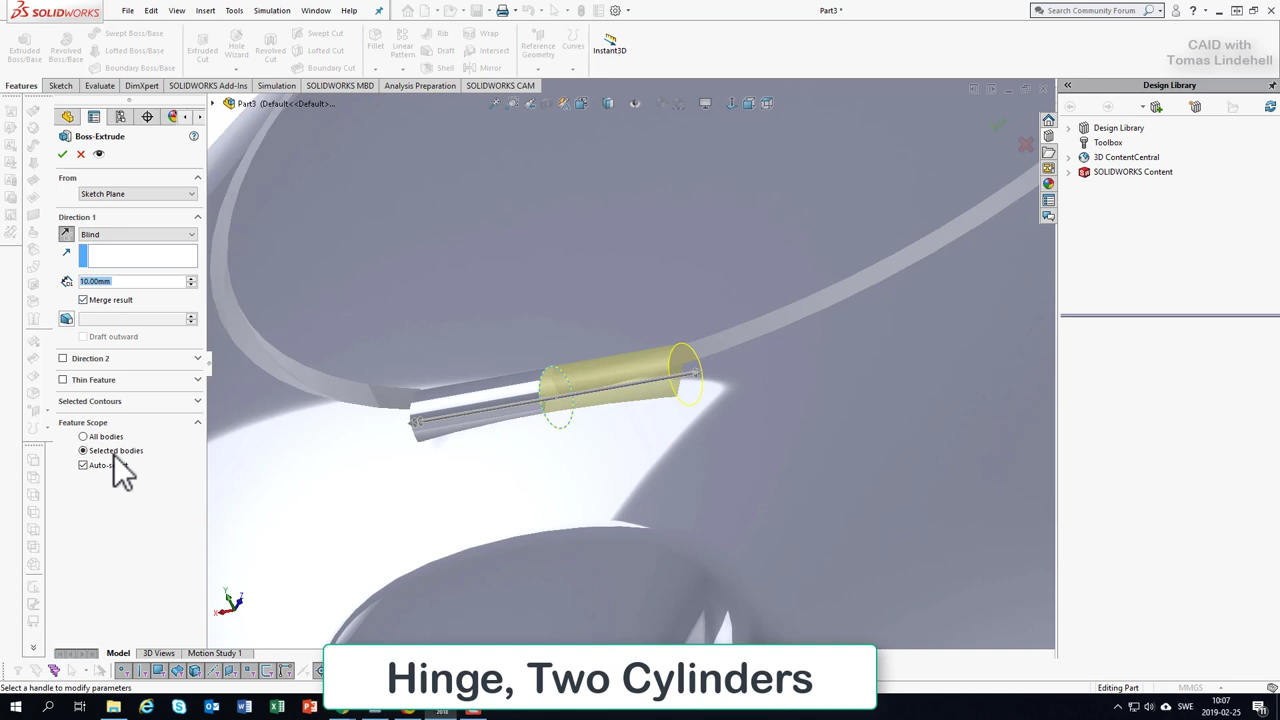 SOLIDWORKS
File Edit View Insert Tools Simulation Window Help
Part3 *
Search Community Forum
CAID with
Tomas Lindehell
Extruded Boss/Base
Revolved Boss/Base
Swept Boss/Base
Lofted Boss/Base
Boundary Boss/Base
Extruded Cut
Hole Wizard
Revolved Cut
Swept Cut
Lofted Cut
Boundary Cut
Fillet
Linear Pattern
Rib
Draft
Shell
Wrap
Intersect
Mirror
Reference Geometry
Curves
Instant3D
Features Sketch Evaluate DimXpert SOLIDWORKS Add-Ins Simulation SOLIDWORKS MBD Analysis Preparation SOLIDWORKS CAM
Part3 (Default<<Default>...
Design Library
Design Library
Toolbox
3D ContentCentral
SOLIDWORKS Content
Boss-Extrude
From
Sketch Plane
Direction 1
Blind
10.00mm
Merge result
Draft outward
Direction 2
Thin Feature
Selected Contours
Feature Scope
All bodies
Selected bodies
Model 3D Views Motion Study 1
Hinge, Two Cylinders
Select a handle to modify parameters
Editing Part
MMGS
SWE
10:07
2019-02-25